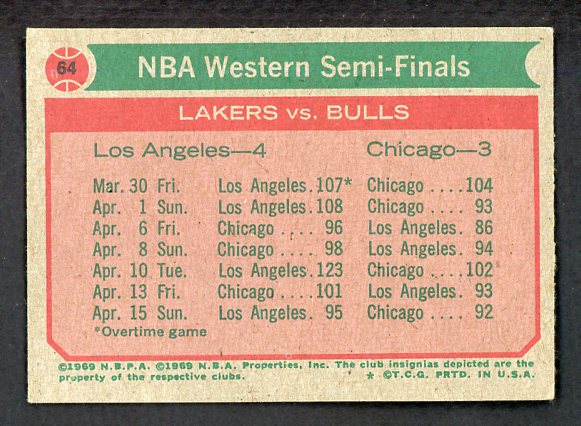 64
NBA Western Semi-Finals
LAKERS vs. BULLS
Los Angeles—4 Chicago—3
Mar. 30 Fri. Los Angeles. 107* Chicago .... 104
Apr. 1 Sun. Los Angeles. 108 Chicago .... 93
Apr. 6 Fri. Chicago .... 96 Los Angeles. 86
Apr. 8 Sun. Chicago .... 98 Los Angeles. 94
Apr. 10 Tue. Los Angeles. 123 Chicago .... 102
Apr. 13 Fri. Chicago .... 101 Los Angeles. 93
Apr. 15 Sun. Los Angeles. 95 Chicago .... 92
*Overtime game
©1969 N.B.P.A. ©1969 N.B.A. Properties, Inc. The club insignias depicted are the
property of the respective clubs. * ©T.C.G. PRTD. IN U.S.A.